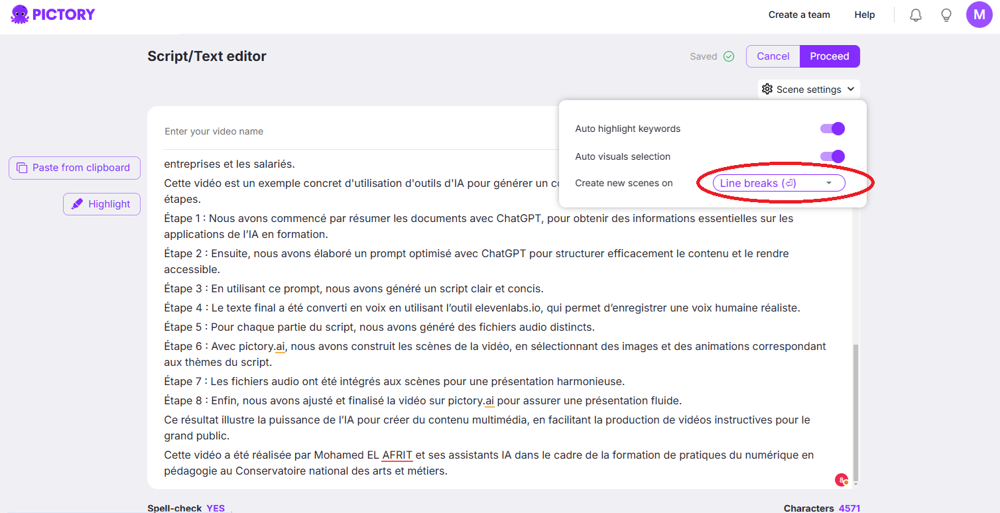 PICTORY
Create a team
Help
M
Script/Text editor
Saved
Cancel
Proceed
Scene settings
Enter your video name
Auto highlight keywords
Auto visuals selection
Create new scenes on
Line breaks (⏎)
Paste from clipboard
Highlight
entreprises et les salariés.
Cette vidéo est un exemple concret d'utilisation d'outils d'IA pour générer un
étapes.
Étape 1 : Nous avons commencé par résumer les documents avec ChatGPT, pour obtenir des informations essentielles sur les
applications de l’IA en formation.
Étape 2 : Ensuite, nous avons élaboré un prompt optimisé avec ChatGPT pour structurer efficacement le contenu et le rendre
accessible.
Étape 3 : En utilisant ce prompt, nous avons généré un script clair et concis.
Étape 4 : Le texte final a été converti en voix en utilisant l’outil elevenlabs.io, qui permet d’enregistrer une voix humaine réaliste.
Étape 5 : Pour chaque partie du script, nous avons généré des fichiers audio distincts.
Étape 6 : Avec pictory.ai, nous avons construit les scènes de la vidéo, en sélectionnant des images et des animations correspondant
aux thèmes du script.
Étape 7 : Les fichiers audio ont été intégrés aux scènes pour une présentation harmonieuse.
Étape 8 : Enfin, nous avons ajusté et finalisé la vidéo sur pictory.ai pour assurer une présentation fluide.
Ce résultat illustre la puissance de l’IA pour créer du contenu multimédia, en facilitant la production de vidéos instructives pour le
grand public.
Cette vidéo a été réalisée par Mohamed EL AFRIT et ses assistants IA dans le cadre de la formation de pratiques du numérique en
pédagogie au Conservatoire national des arts et métiers.
8
Spell-check YES
Characters 4571